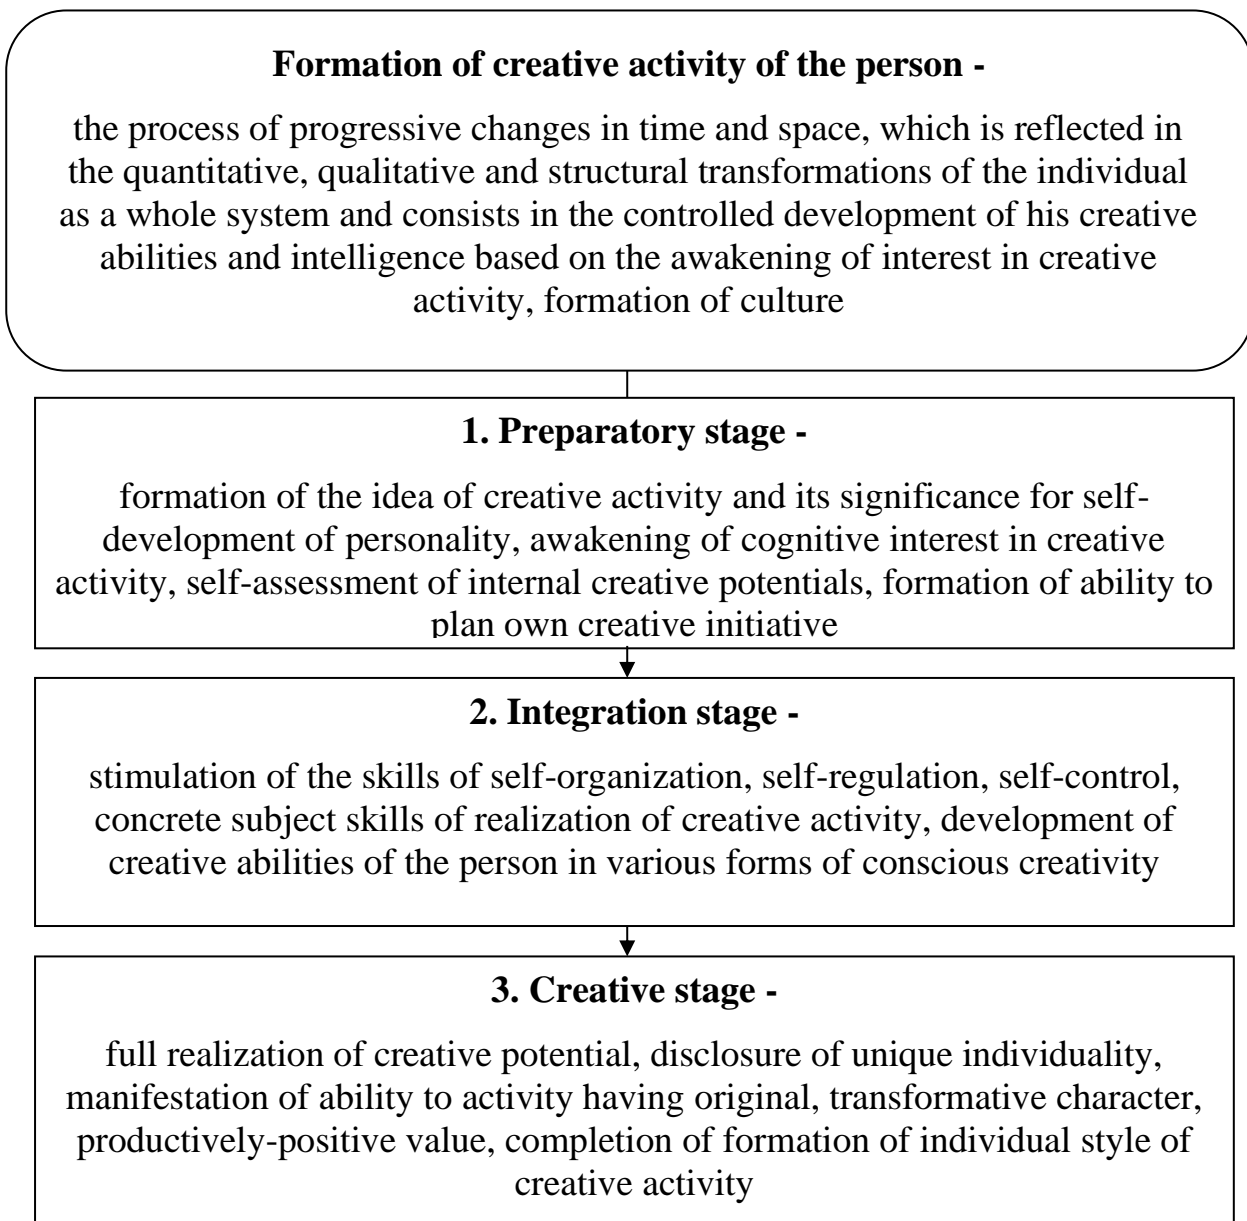 Formation of creative activity of the person -
the process of progressive changes in time and space, which is reflected in
the quantitative, qualitative and structural transformations of the individual
as a whole system and consists in the controlled development of his creative
abilities and intelligence based on the awakening of interest in creative
activity, formation of culture
1. Preparatory stage -
formation of the idea of creative activity and its significance for self-
development of personality, awakening of cognitive interest in creative
activity, self-assessment of internal creative potentials, formation of ability to
plan own creative initiative
2. Integration stage -
stimulation of the skills of self-organization, self-regulation, self-control,
concrete subject skills of realization of creative activity, development of
creative abilities of the person in various forms of conscious creativity
3. Creative stage -
full realization of creative potential, disclosure of unique individuality,
manifestation of ability to activity having original, transformative character,
productively-positive value, completion of formation of individual style of
creative activity